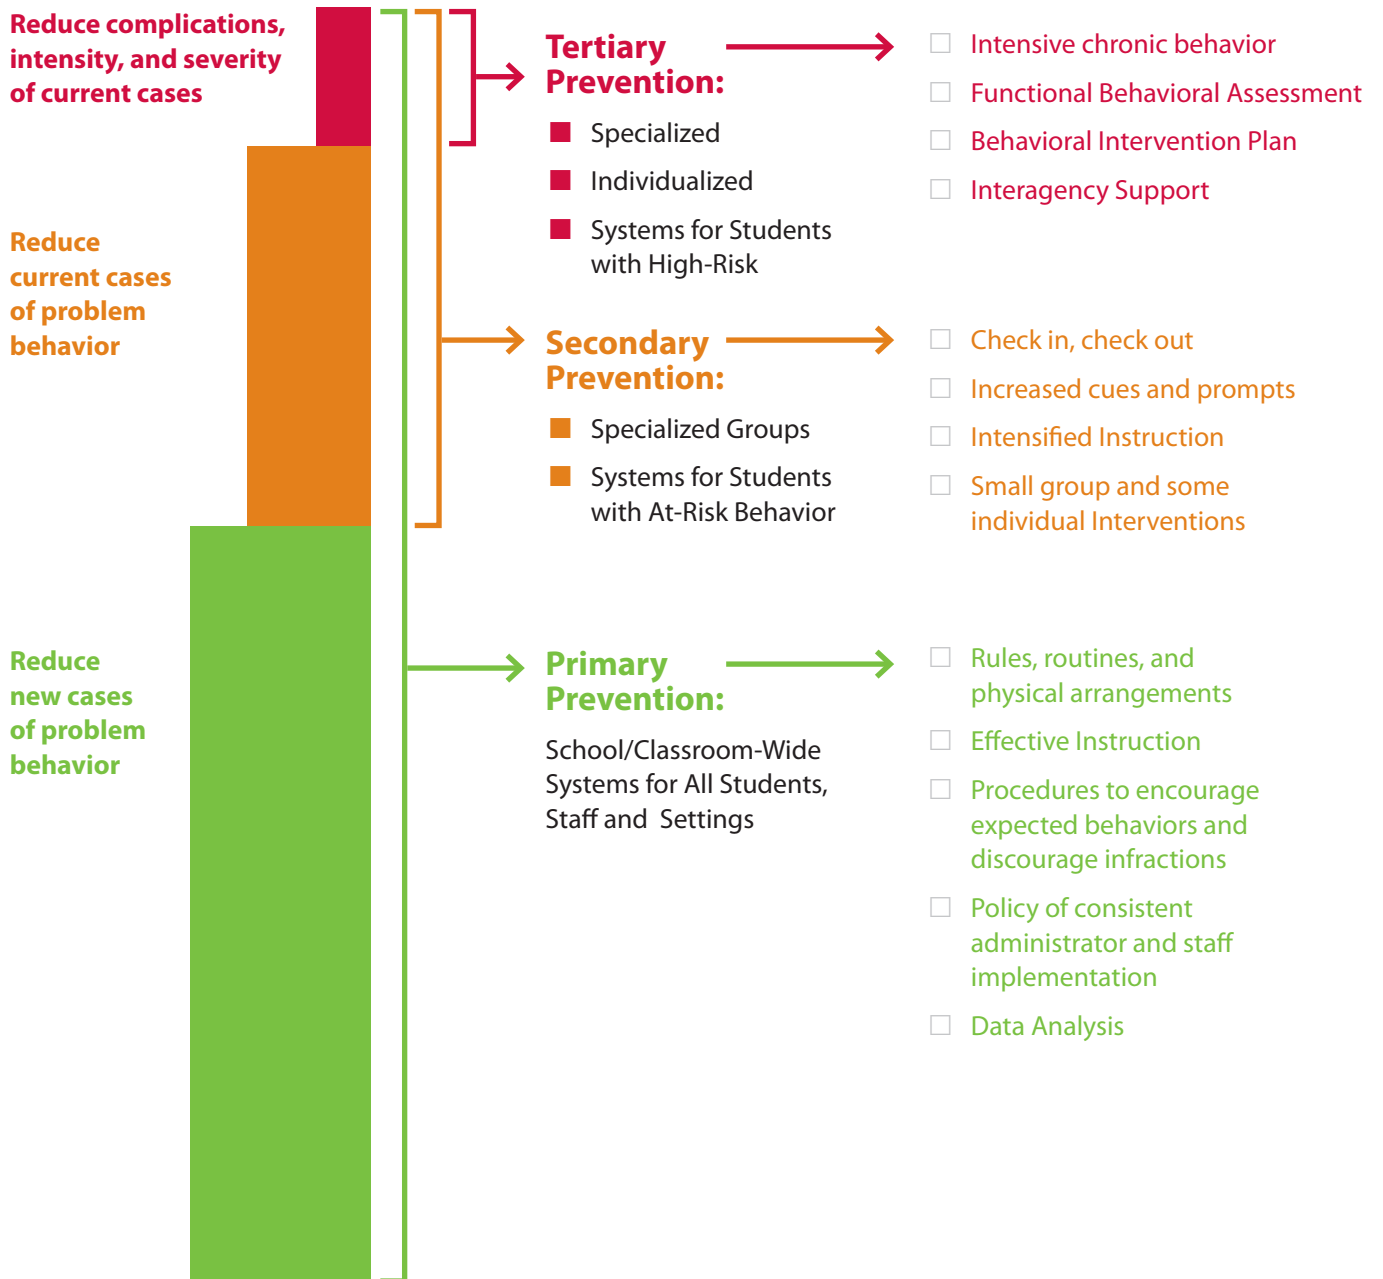 Reduce complications,
intensity, and severity
of current cases
Tertiary
Prevention:
Specialized
Individualized
Systems for Students
with High-Risk
Intensive chronic behavior
Functional Behavioral Assessment
Behavioral Intervention Plan
Interagency Support
Reduce
current cases
of problem
behavior
Secondary
Prevention:
Specialized Groups
Systems for Students
with At-Risk Behavior
Check in, check out
Increased cues and prompts
Intensified Instruction
Small group and some
individual Interventions
Reduce
new cases
of problem
behavior
Primary
Prevention:
School/Classroom-Wide
Systems for All Students,
Staff and Settings
Rules, routines, and
physical arrangements
Effective Instruction
Procedures to encourage
expected behaviors and
discourage infractions
Policy of consistent
administrator and staff
implementation
Data Analysis